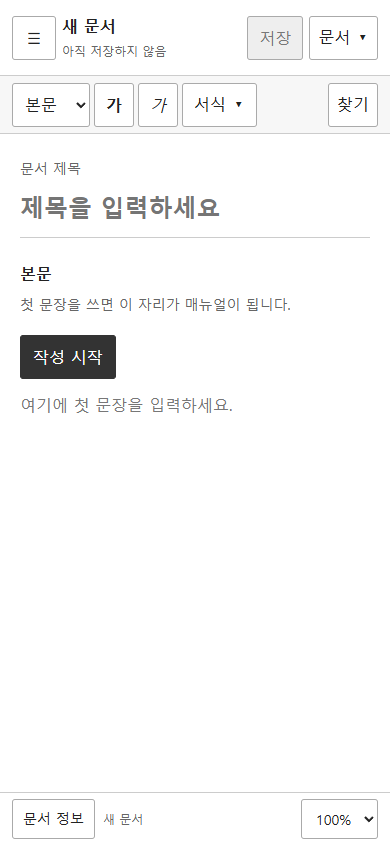 ☰ 새 문서 저장 문서 ▼
아직 저장하지 않음
본문 가 가 서식 ▼ 찾기
문서 제목
제목을 입력하세요
본문
첫 문장을 쓰면 이 자리가 매뉴얼이 됩니다.
작성 시작
여기에 첫 문장을 입력하세요.
문서 정보 새 문서 100%